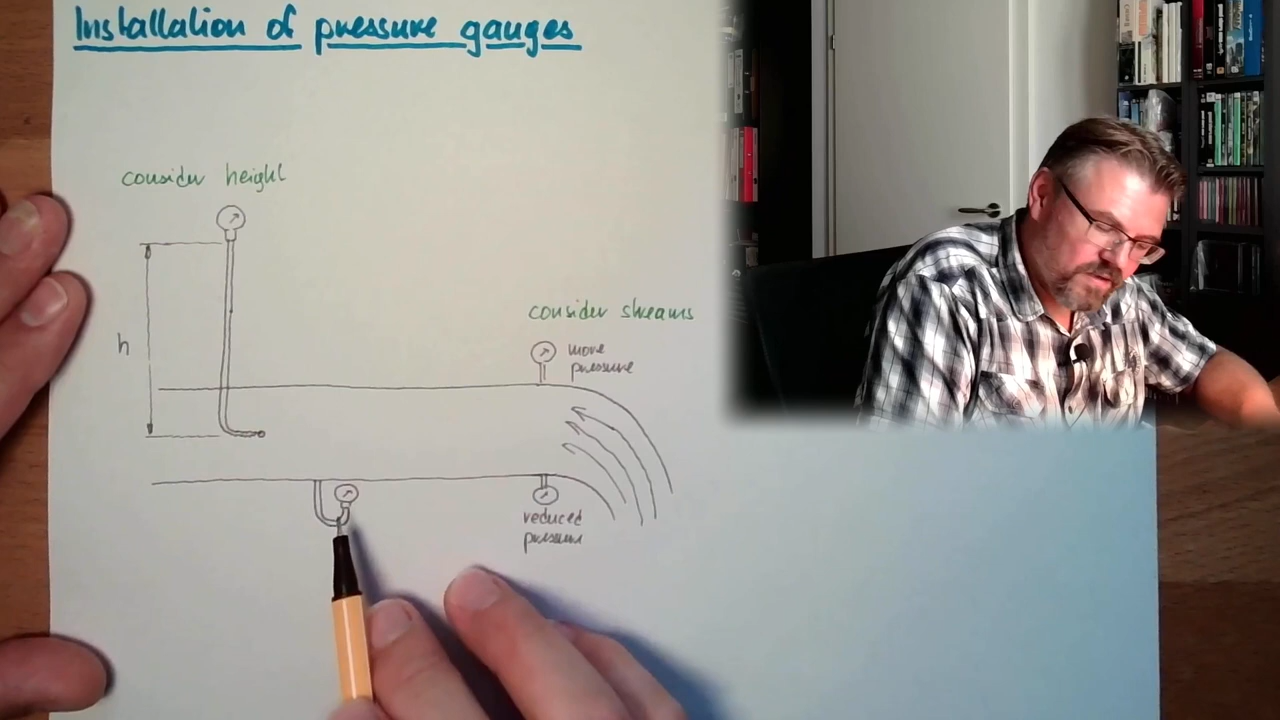 Installation of pressure gauges
consider height
h
consider streams
more
pressure
reduced
pressure